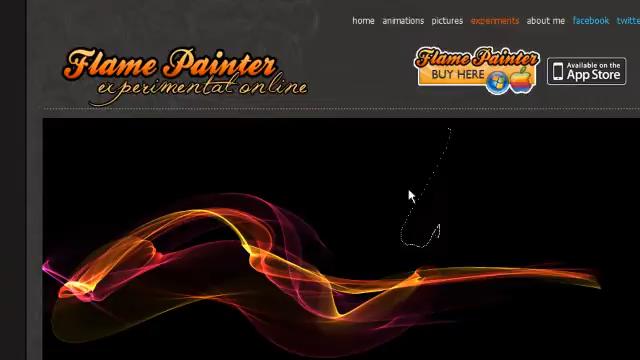 home animations pictures experiments about me facebook
Flame Painter
experimental online
Flame Painter
BUY HERE
Available on the
App Store